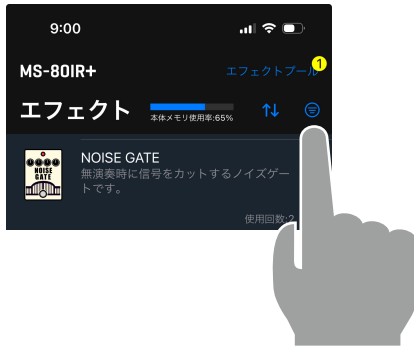 9:00
MS-80IR+
エフェクトプール
1
エフェクト
本体メモリ使用率:65%
NOISE GATE
無演奏時に信号をカットするノイズゲー
トです。
NOISE
GATE
使用回数:2